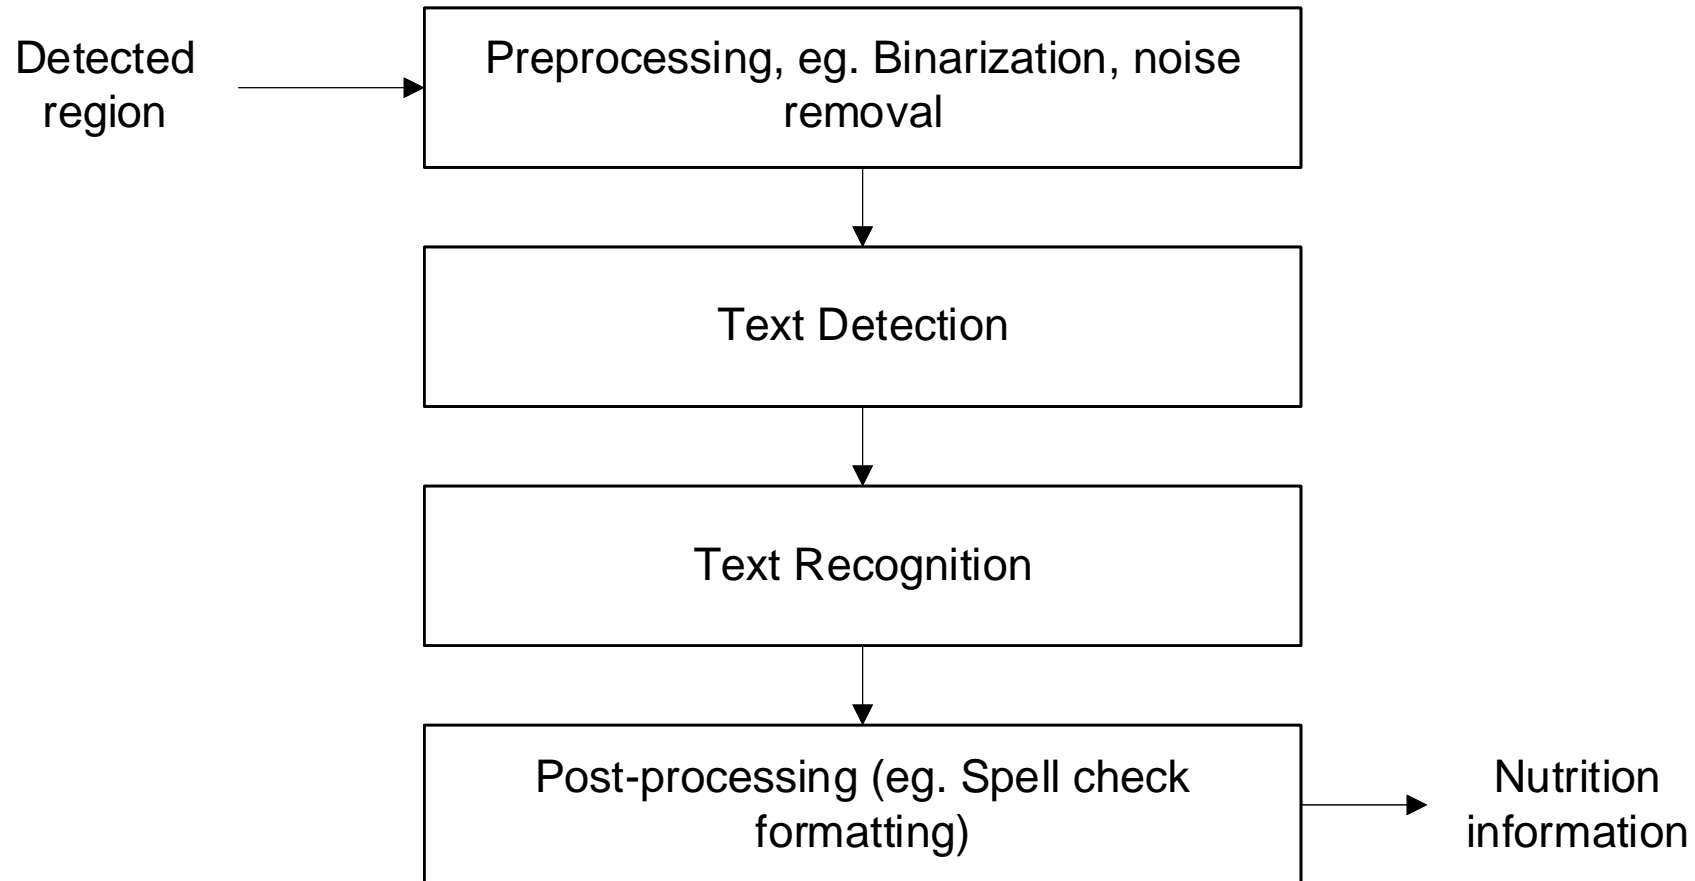 Detected
region
Preprocessing, eg. Binarization, noise
removal
Text Detection
Text Recognition
Post-processing (eg. Spell check
formatting)
Nutrition
information